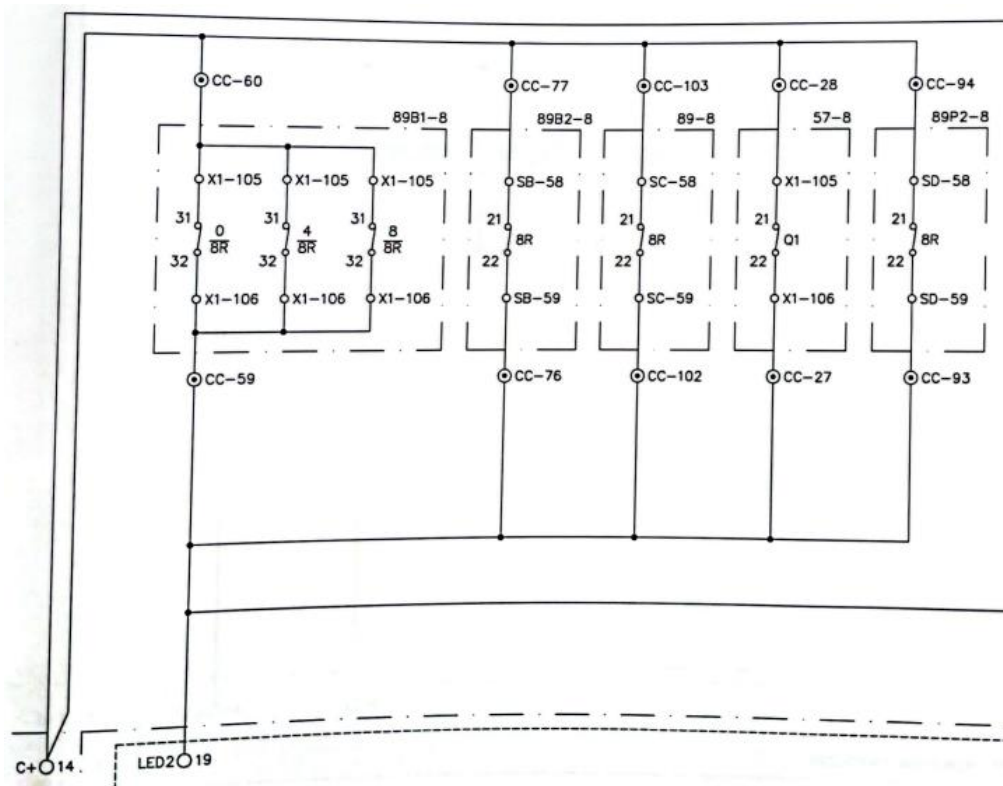 CC-60
CC-77
CC-103
CC-28
CC-94
89B1-8
89B2-8
89-8
57-8
89P2-8
X1-105
X1-105
X1-105
SB-58
SC-58
X1-105
SD-58
31
31
31
21
21
21
21
0
8R
4
8R
8
8R
8R
8R
Q1
8R
32
32
32
22
22
22
22
X1-106
X1-106
X1-106
SB-59
SC-59
X1-106
SD-59
CC-59
CC-76
CC-102
CC-27
CC-93
C+ 14
LED2 19